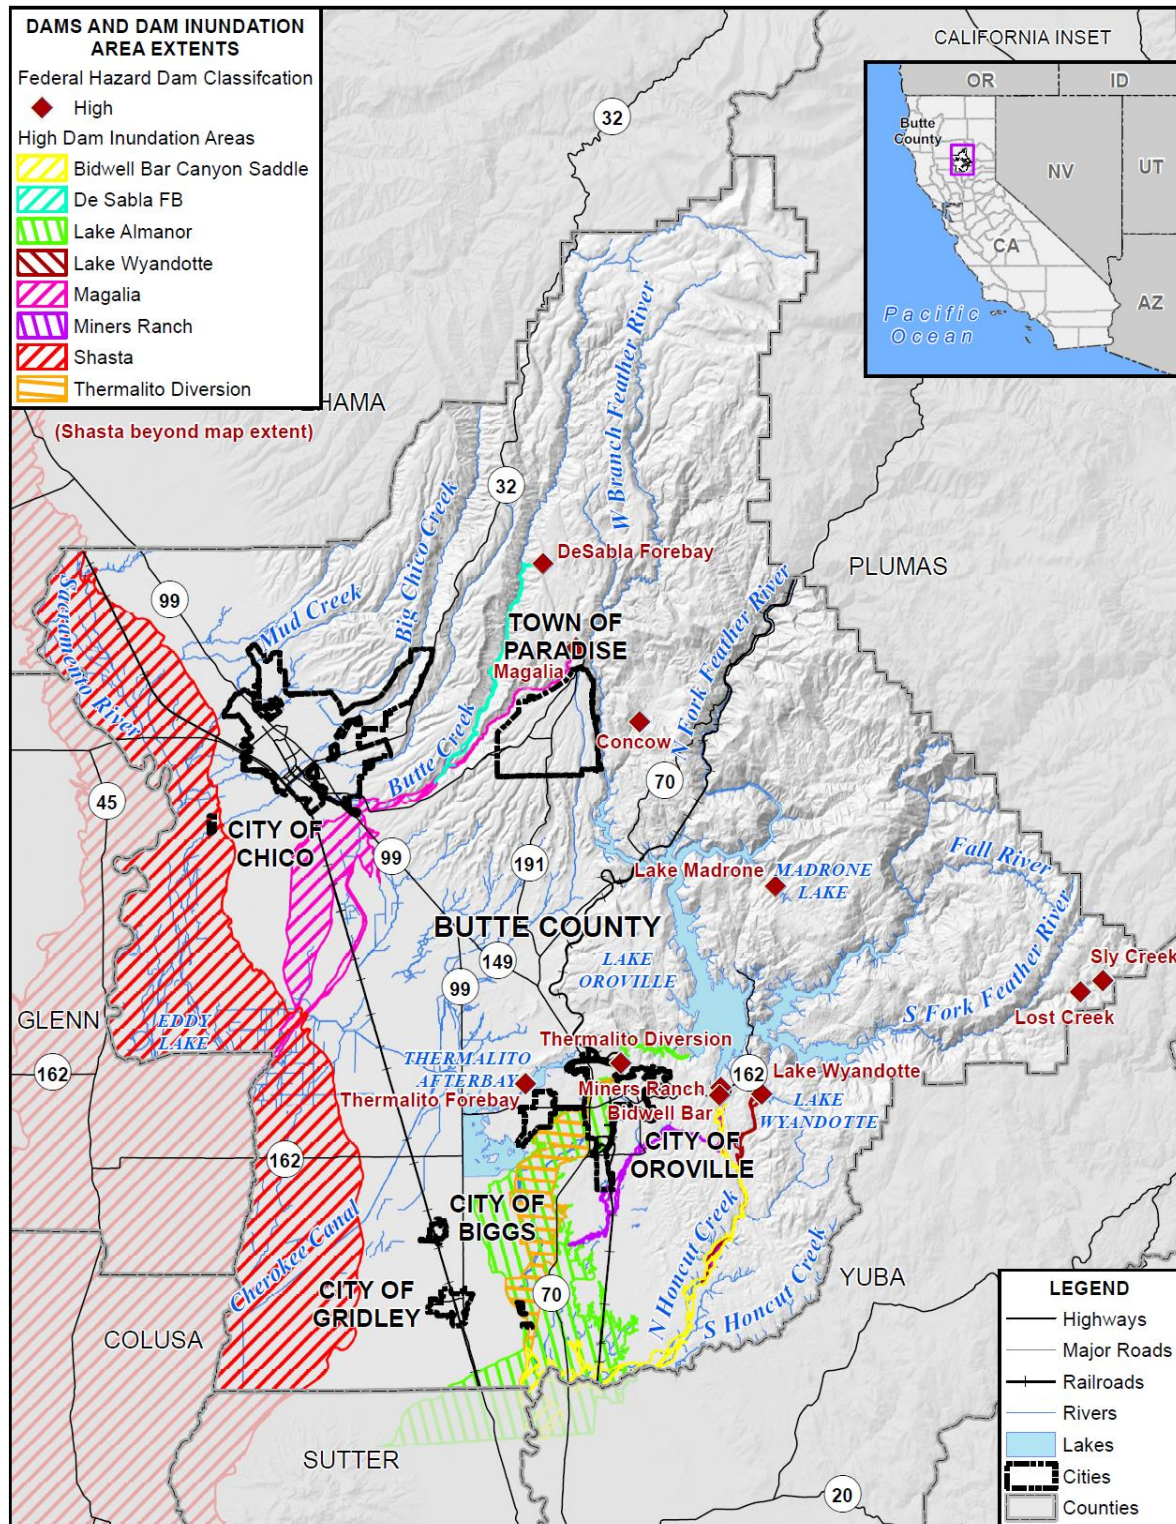 DAMS AND DAM INUNDATION
AREA EXTENTS
Federal Hazard Dam Classifcation
High
High Dam Inundation Areas
Bidwell Bar Canyon Saddle
De Sabla FB
Lake Almanor
Lake Wyandotte
Magalia
Miners Ranch
Shasta
Thermalito Diversion
CALIFORNIA INSET
OR
ID
Butte
County
NV
UT
CA
AZ
Pacific
Ocean
32
EHAMA
(Shasta beyond map extent)
W Branch Feather River
32
Big Chico Creek
DeSabla Forebay
PLUMAS
Sacramento River
99
Mud Creek
TOWN OF
PARADISE
Magalia
N Fork Feather River
Concow
Butte Creek
70
45
CITY OF
CHICO
99
191
Lake Madrone
MADRONE
LAKE
Fall River
BUTTE COUNTY
149
LAKE
OROVILLE
99
S Fork Feather River
Sly Creek
Lost Creek
GLENN
EDDY
LAKE
162
Thermalito Diversion
THERMALITO
AFTERBAY
Thermalito Forebay
Miners Ranch
Bidwell Bar
162
Lake Wyandotte
LAKE
WYANDOTTE
CITY OF
OROVILLE
162
CITY OF
BIGGS
Cherokee Canal
CITY OF
GRIDLEY
70
N Honcut Creek
S Honcut Creek
YUBA
COLUSA
SUTTER
20
LEGEND
Highways
Major Roads
Railroads
Rivers
Lakes
Cities
Counties